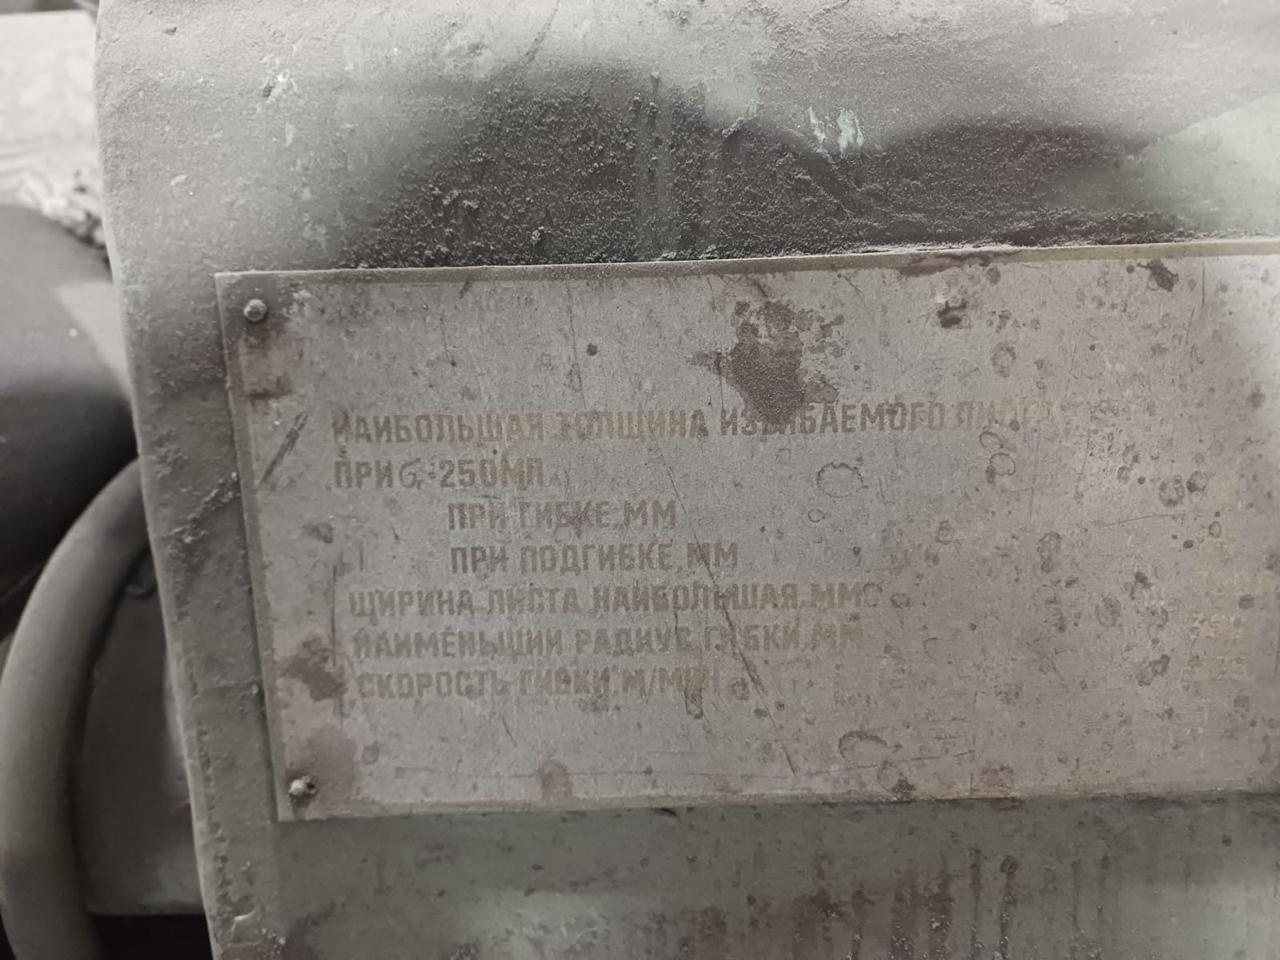 НАИБОЛЬШАЯ ТОЛЩИНА ИЗГИБАЕМОГО ЛИСТА
ПРИ 250МПА
ПРИ ГИБКЕ,ММ
ПРИ ПОДГИБКЕ,ММ
ШИРИНА ЛИСТА НАИБОЛЬШАЯ,ММ
НАИМЕНЬШИЙ РАДИУС ГИБКИ,ММ
СКОРОСТЬ ГИБКИ,М/МИН